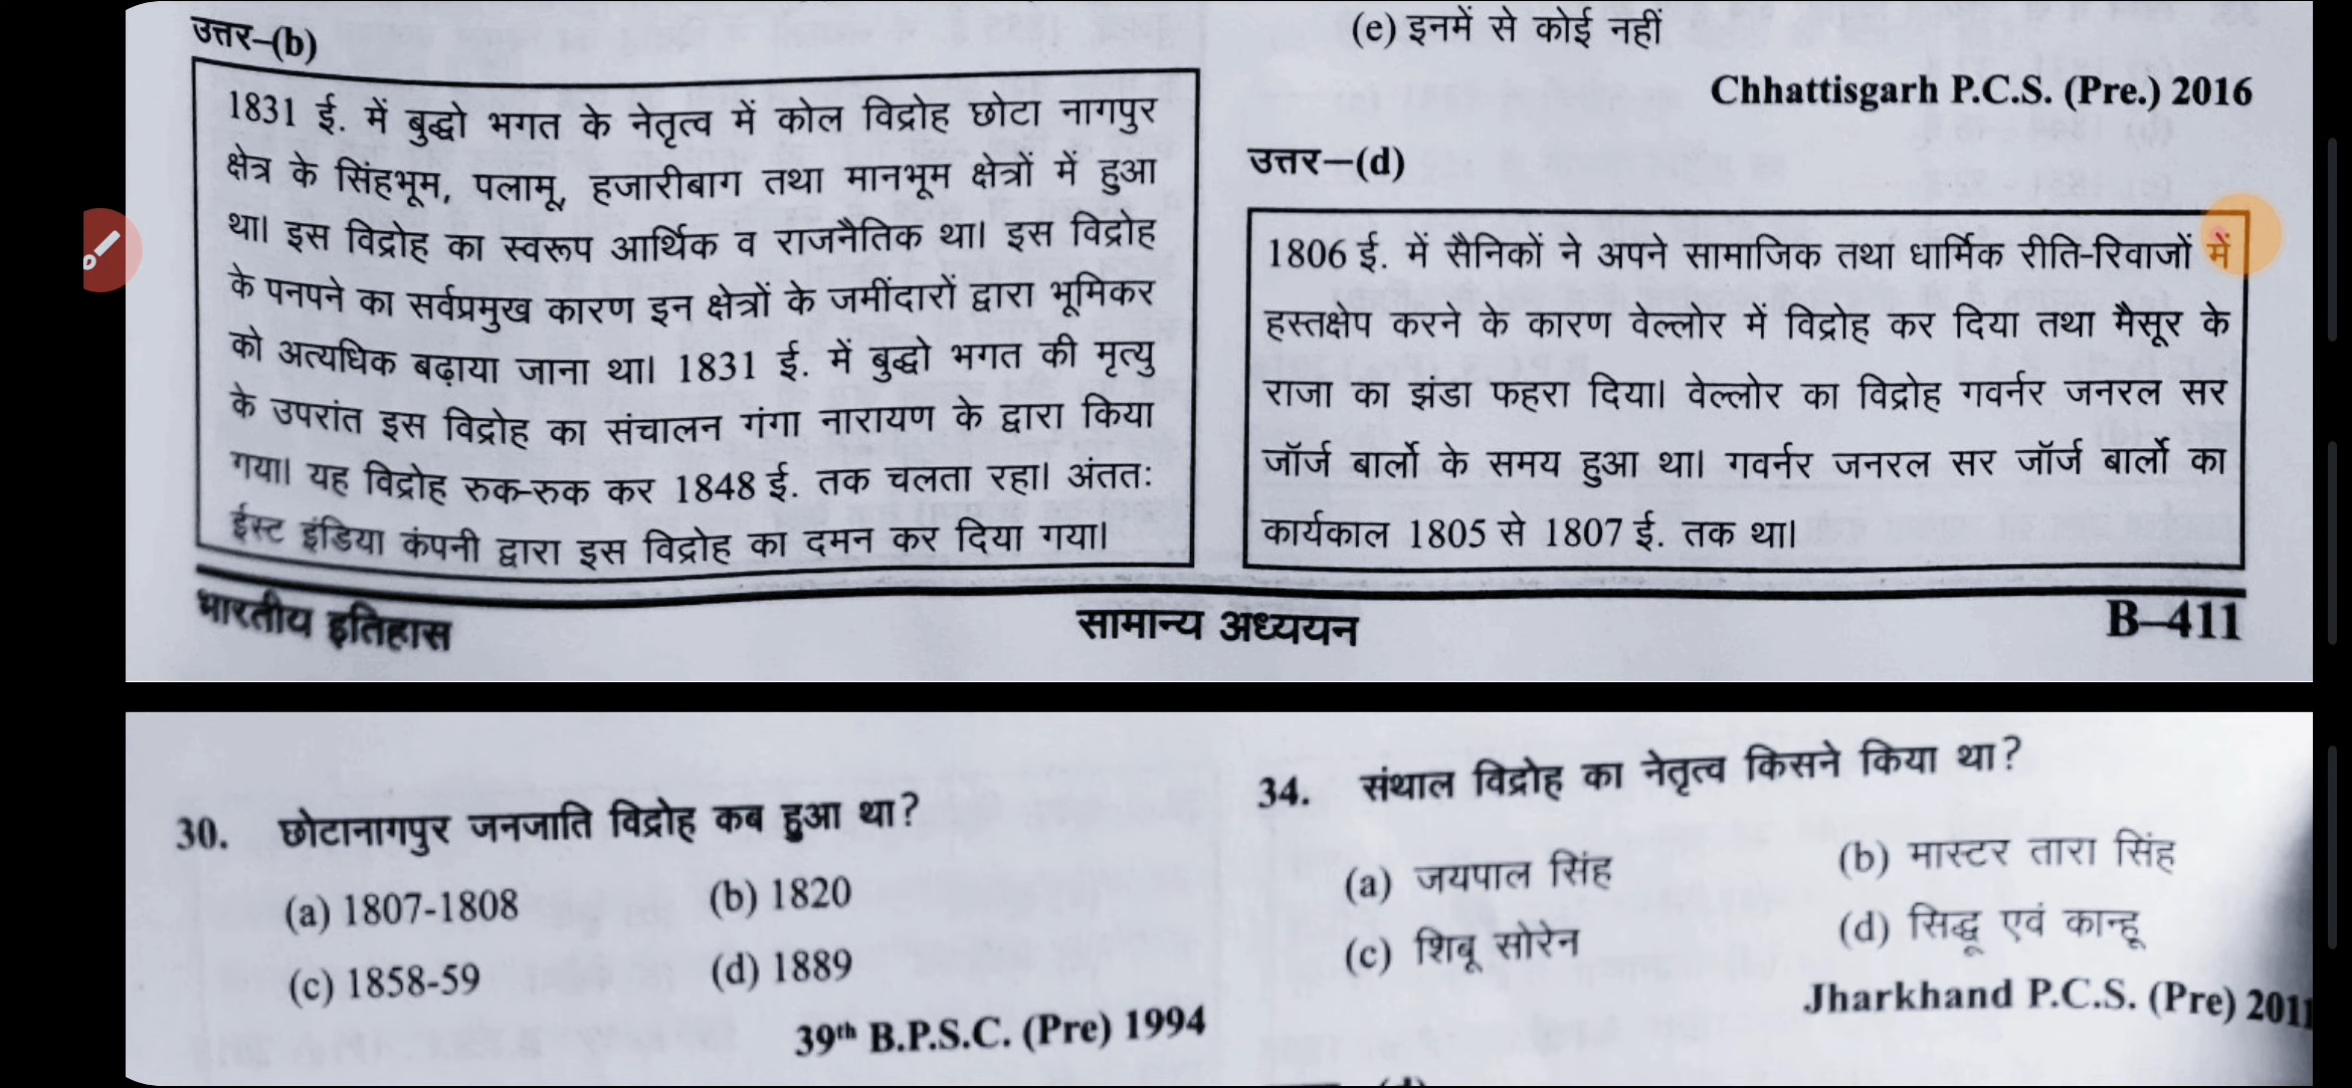 उत्तर–(b)
1831 ई. में बुद्धो भगत के नेतृत्व में कोल विद्रोह छोटा नागपुर
क्षेत्र के सिंहभूम, पलामू, हजारीबाग तथा मानभूम क्षेत्रों में हुआ
था। इस विद्रोह का स्वरूप आर्थिक व राजनैतिक था। इस विद्रोह
के पनपने का सर्वप्रमुख कारण इन क्षेत्रों के जमींदारों द्वारा भूमिकर
को अत्यधिक बढ़ाया जाना था। 1831 ई. में बुद्धो भगत की मृत्यु
के उपरांत इस विद्रोह का संचालन गंगा नारायण के द्वारा किया
गया। यह विद्रोह रुक-रुक कर 1848 ई. तक चलता रहा। अंततः
ईस्ट इंडिया कंपनी द्वारा इस विद्रोह का दमन कर दिया गया।
(e) इनमें से कोई नहीं
Chhattisgarh P.C.S. (Pre.) 2016
उत्तर–(d)
1806 ई. में सैनिकों ने अपने सामाजिक तथा धार्मिक रीति-रिवाजों में
हस्तक्षेप करने के कारण वेल्लोर में विद्रोह कर दिया तथा मैसूर के
राजा का झंडा फहरा दिया। वेल्लोर का विद्रोह गवर्नर जनरल सर
जॉर्ज बार्लो के समय हुआ था। गवर्नर जनरल सर जॉर्ज बार्लो का
कार्यकाल 1805 से 1807 ई. तक था।
भारतीय इतिहास सामान्य अध्ययन B–411
30. छोटानागपुर जनजाति विद्रोह कब हुआ था?
(a) 1807-1808 (b) 1820
(c) 1858-59 (d) 1889
39th B.P.S.C. (Pre) 1994
34. संथाल विद्रोह का नेतृत्व किसने किया था?
(a) जयपाल सिंह (b) मास्टर तारा सिंह
(c) शिबू सोरेन (d) सिद्धू एवं कान्हू
Jharkhand P.C.S. (Pre) 2011